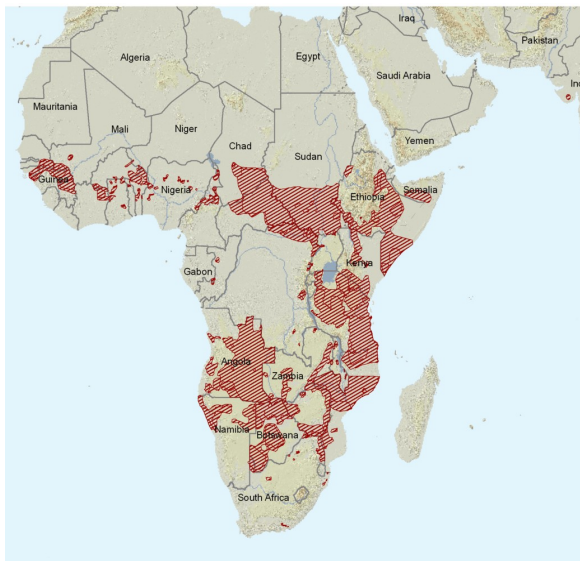 Iraq
Pakistan
Algeria
Egypt
Saudi Arabia
Ind
Mauritania
Mali
Niger
Chad
Sudan
Yemen
Guinea
Nigeria
Ethiopia
Somalia
Gabon
Kenya
Angola
Zambia
Namibia
Botswana
South Africa